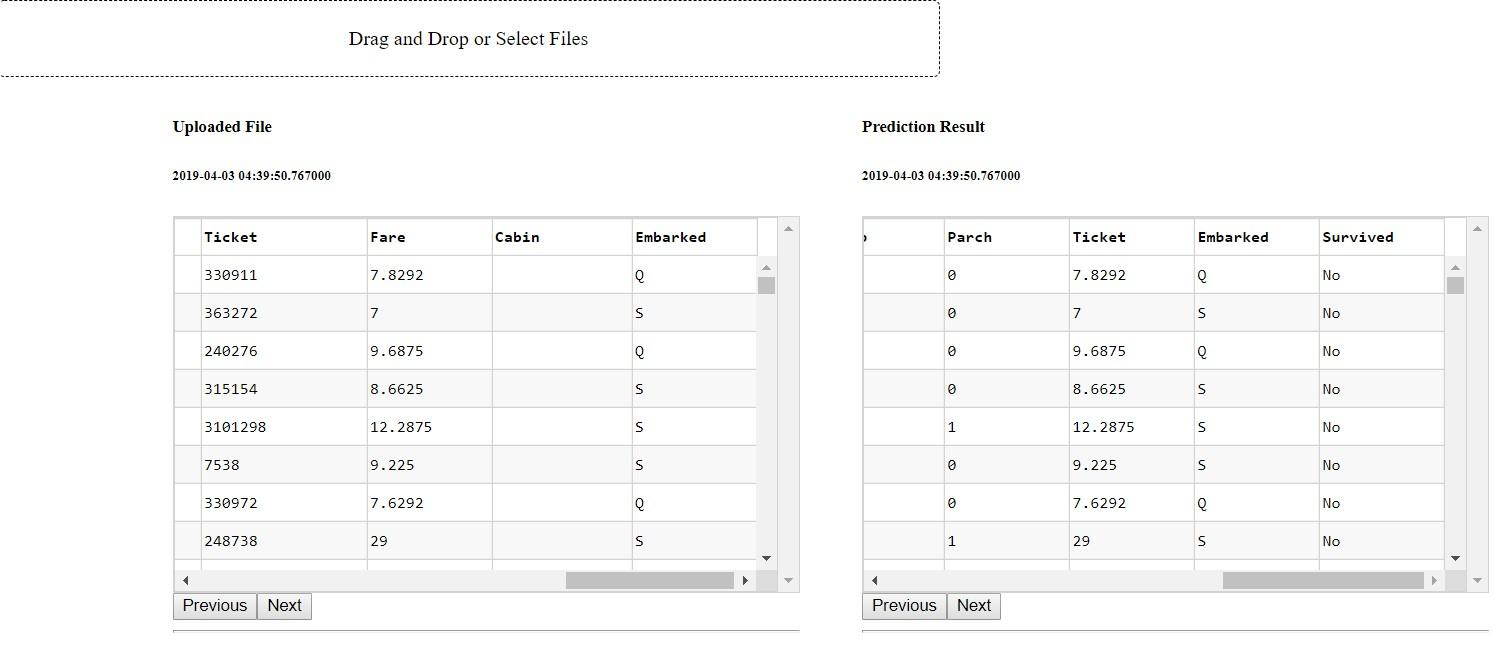 Drag and Drop or Select Files
Uploaded File
2019-04-03 04:39:50.767000
Ticket Fare Cabin Embarked
330911 7.8292 Q
363272 7 S
240276 9.6875 Q
315154 8.6625 S
3101298 12.2875 S
7538 9.225 S
330972 7.6292 Q
248738 29 S
Previous Next
Prediction Result
2019-04-03 04:39:50.767000
Parch Ticket Embarked Survived
0 7.8292 Q No
0 7 S No
0 9.6875 Q No
0 8.6625 S No
1 12.2875 S No
0 9.225 S No
0 7.6292 Q No
1 29 S No
Previous Next